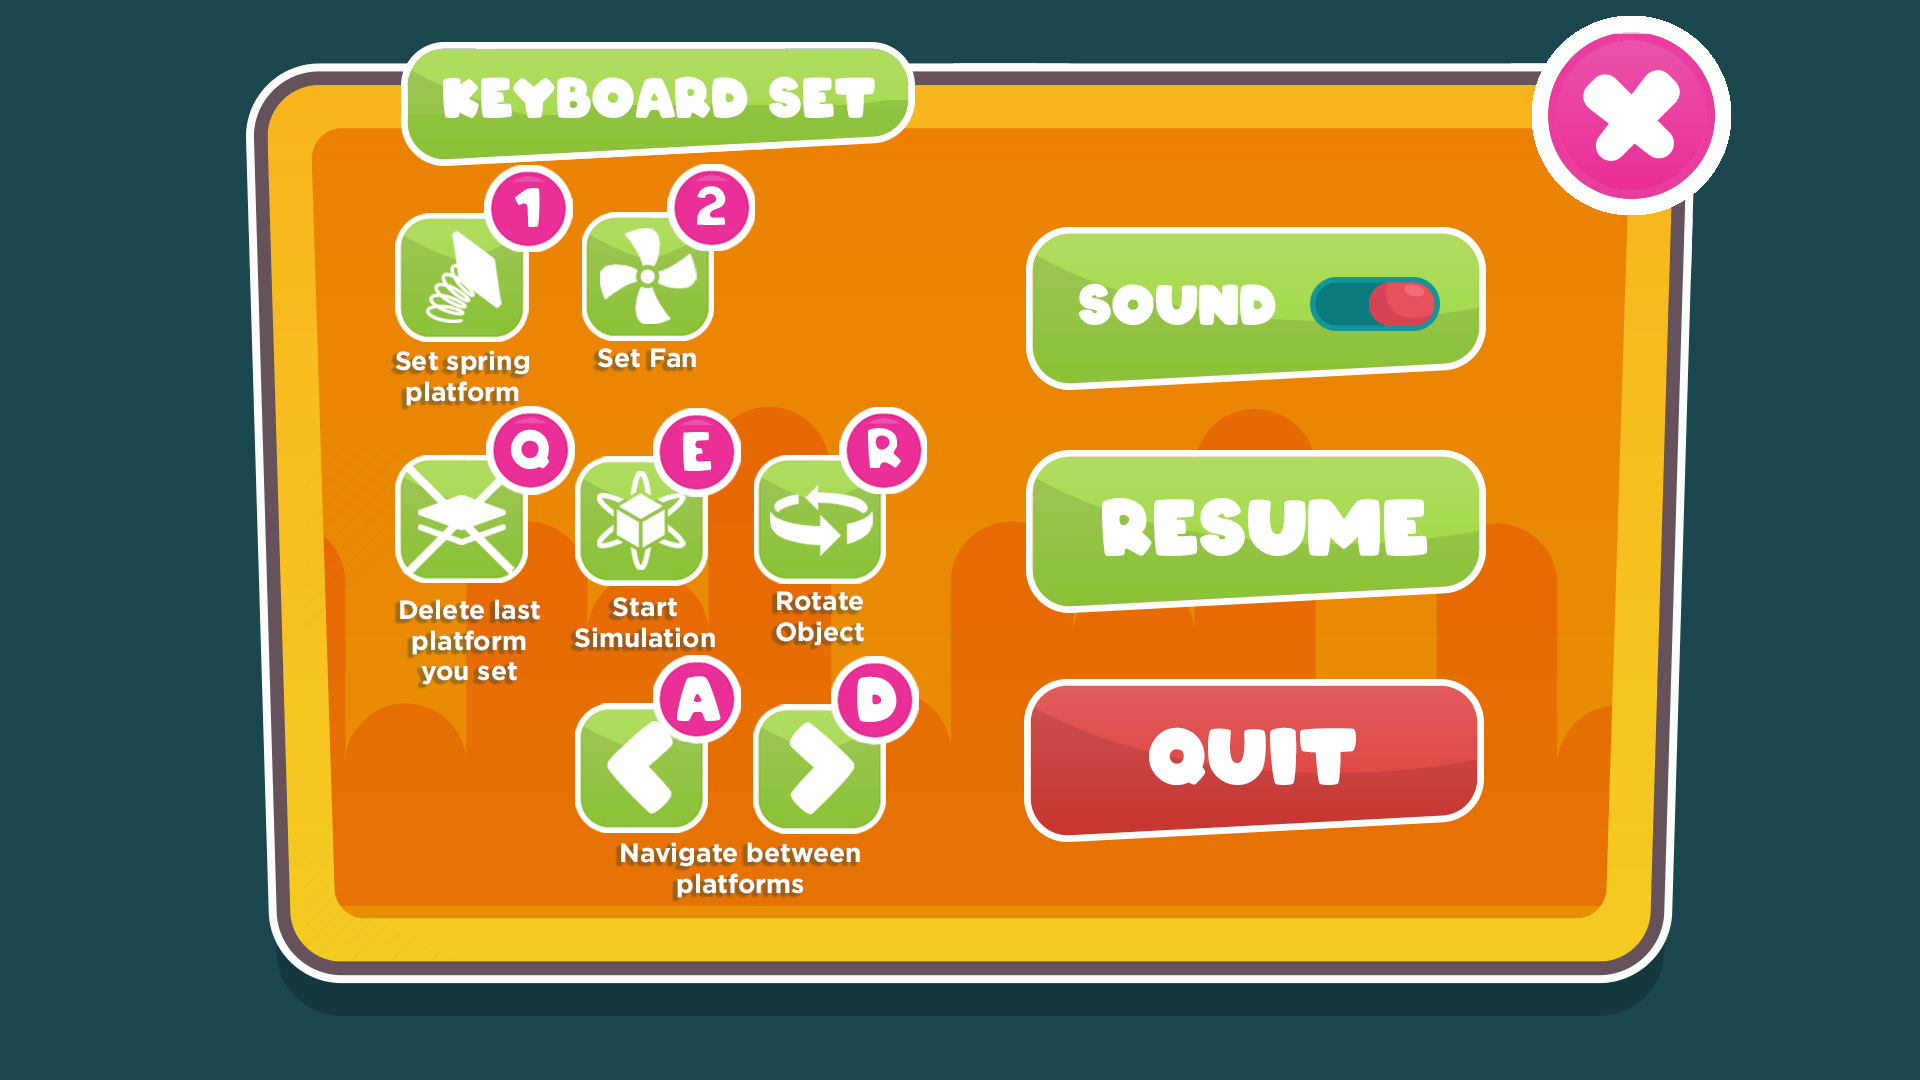 KEYBOARD SET
1
2
Set spring
platform
Set Fan
Q
E
R
Delete last
platform
you set
Start
Simulation
Rotate
Object
A
D
Navigate between
platforms
SOUND
RESUME
QUIT